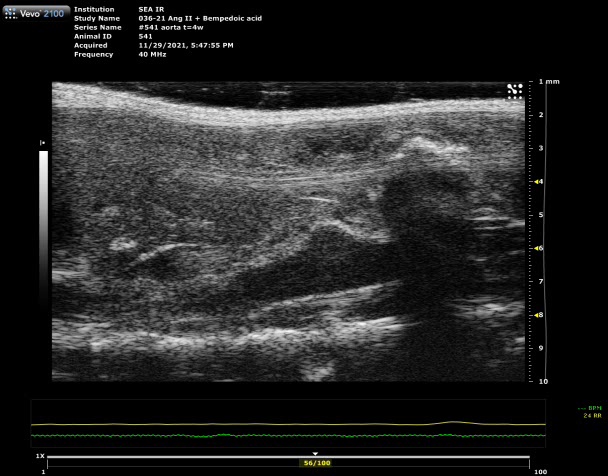 Vevo 2100
Institution SEA IR
Study Name 036-21 Ang II + Bempedoic acid
Series Name #541 aorta t=4w
Animal ID 541
Acquired 11/29/2021, 5:47:55 PM
Frequency 40 MHz
1 mm
2
3
4
5
6
7
8
9
10
--- BPM
24 RR
1X
56/100
1 100